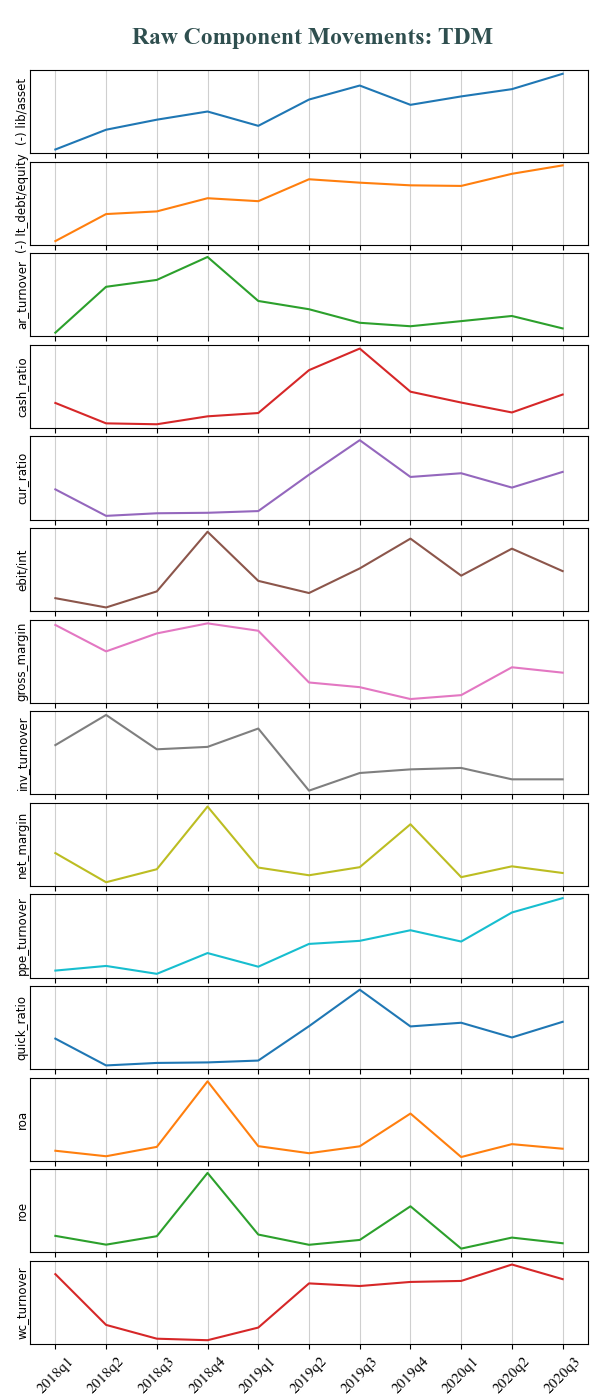 Raw Component Movements: TDM
(-) lib/asset
(-) lt_debt/equity
ar_turnover
cash_ratio
cur_ratio
ebit/int
gross_margin
inv_turnover
net_margin
ppe_turnover
quick_ratio
roa
roe
wc_turnover
2018q1
2018q2
2018q3
2018q4
2019q1
2019q2
2019q3
2019q4
2020q1
2020q2
2020q3